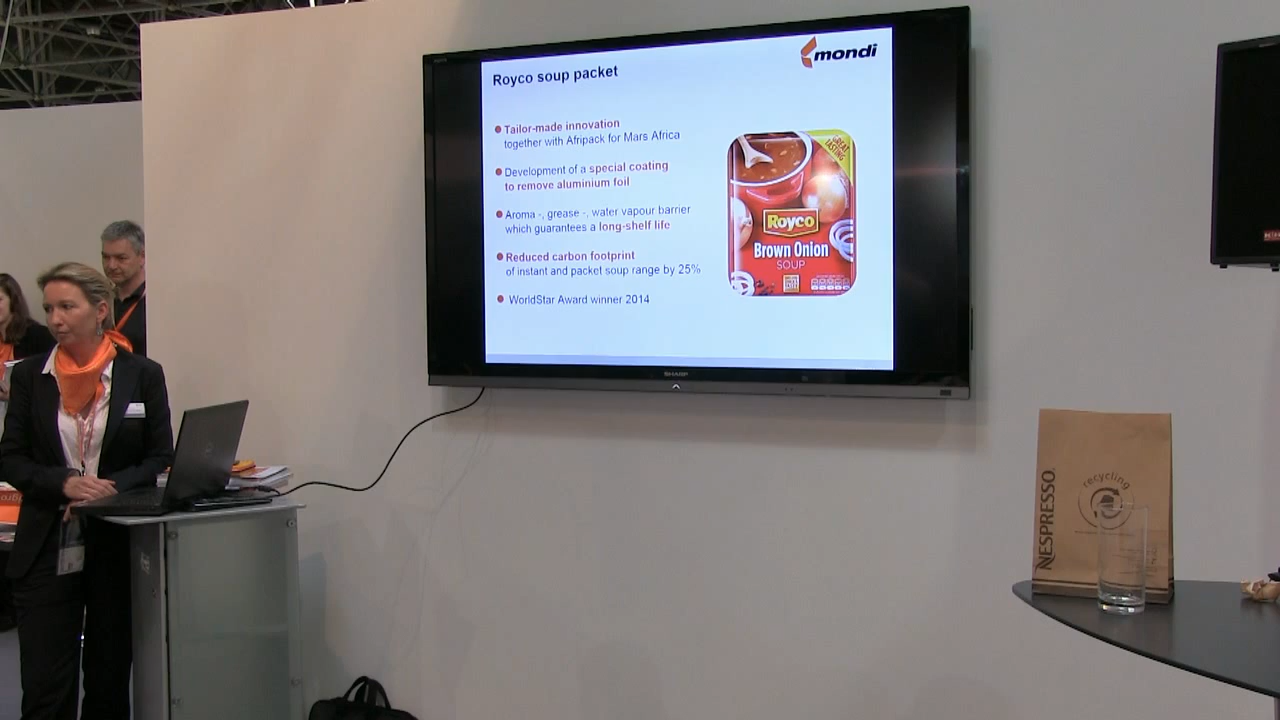 mondi
Royco soup packet
Tailor-made innovation
together with Afripack for Mars Africa
Development of a special coating
to remove aluminium foil
Aroma -, grease -, water vapour barrier
which guarantees a long-shelf life
Reduced carbon footprint
of instant and packet soup range by 25%
WorldStar Award winner 2014
GREAT
TASTING
Royco
Brown Onion
SOUP
SHARP
NESPRESSO
recycling